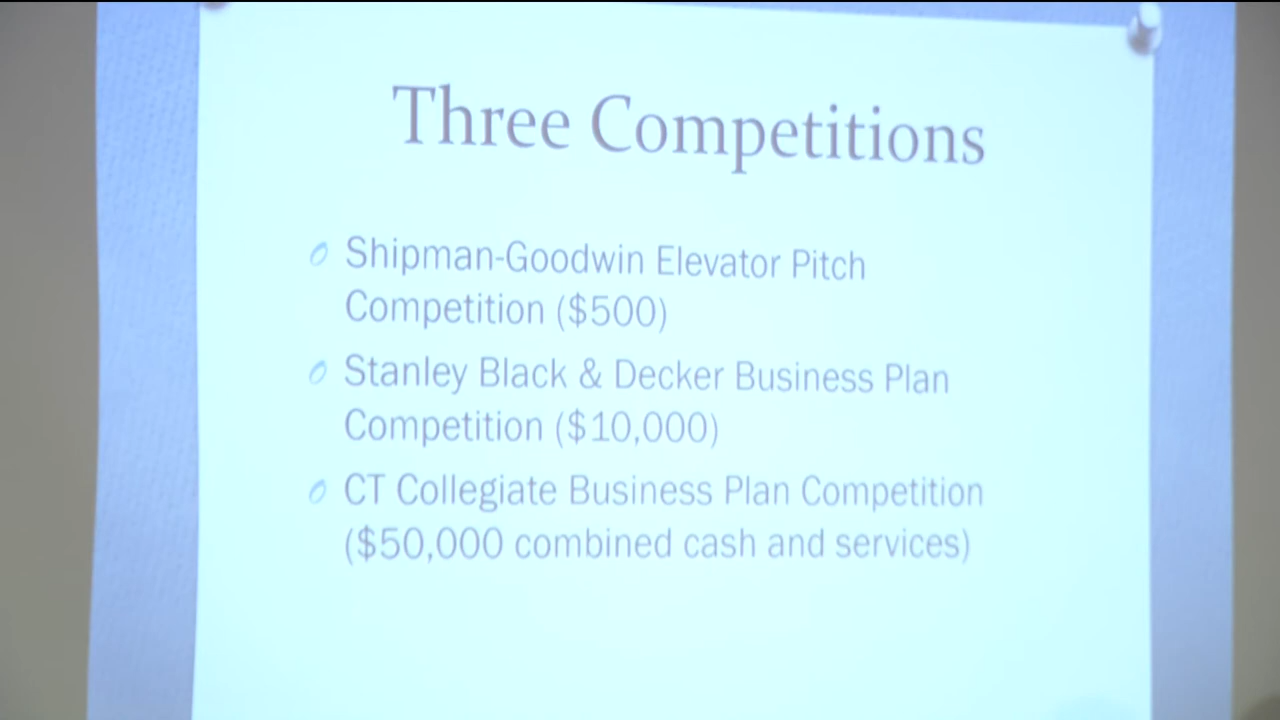 Three Competitions
Shipman-Goodwin Elevator Pitch
Competition ($500)
Stanley Black & Decker Business Plan
Competition ($10,000)
CT Collegiate Business Plan Competition
($50,000 combined cash and services)